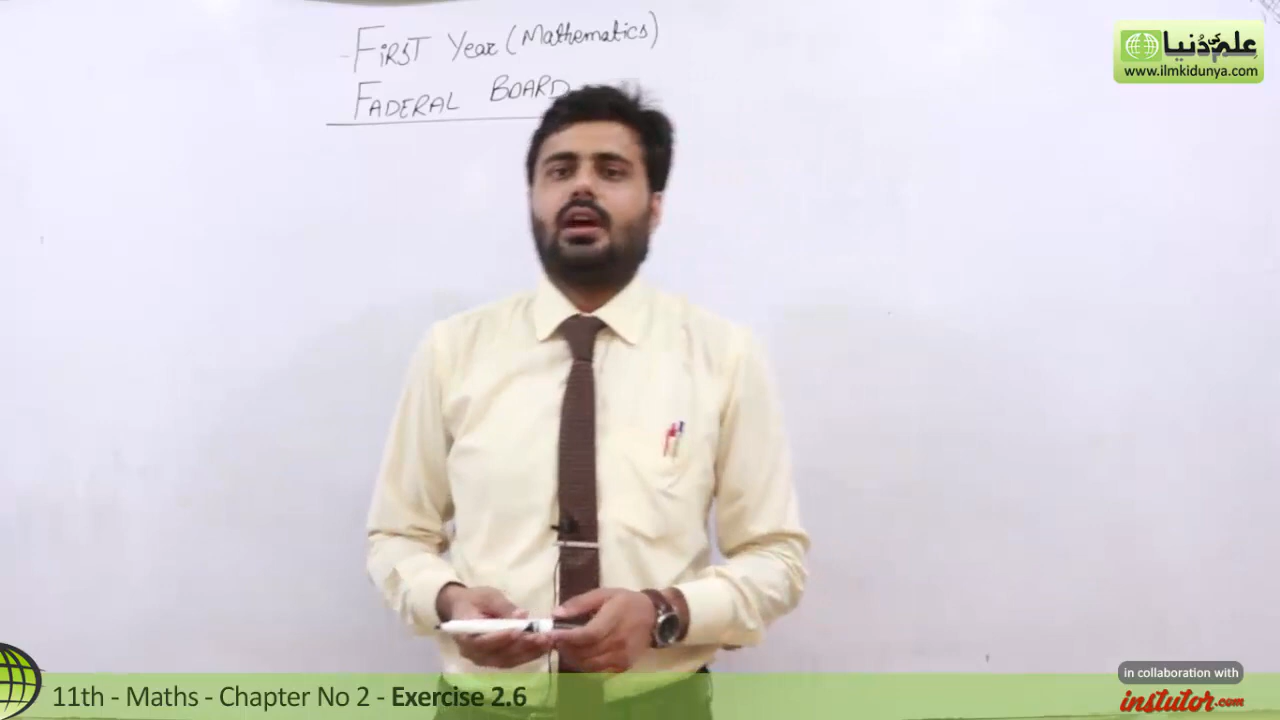 First Year (Mathematics)
FADERAL BOARD
علم کی دُنیا
www.ilmkidunya.com
11th - Maths - Chapter No 2 - Exercise 2.6
in collaboration with
instutor.com